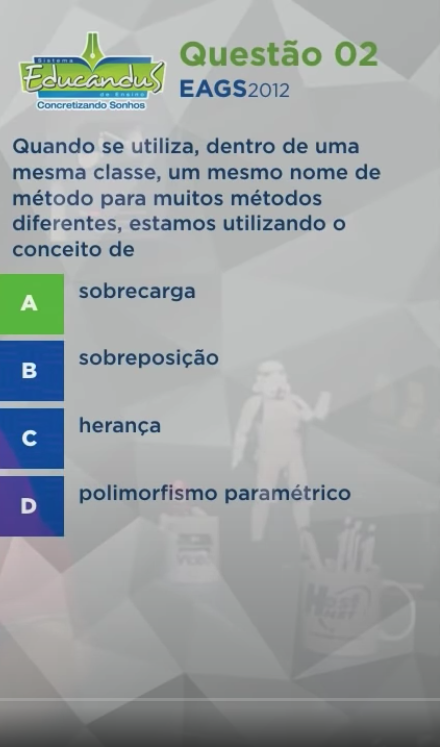 Sistema
Educandus
de Ensino
Concretizando Sonhos
Questão 02
EAGS2012
Quando se utiliza, dentro de uma
mesma classe, um mesmo nome de
método para muitos métodos
diferentes, estamos utilizando o
conceito de
A
sobrecarga
B
sobreposição
C
herança
D
polimorfismo paramétrico